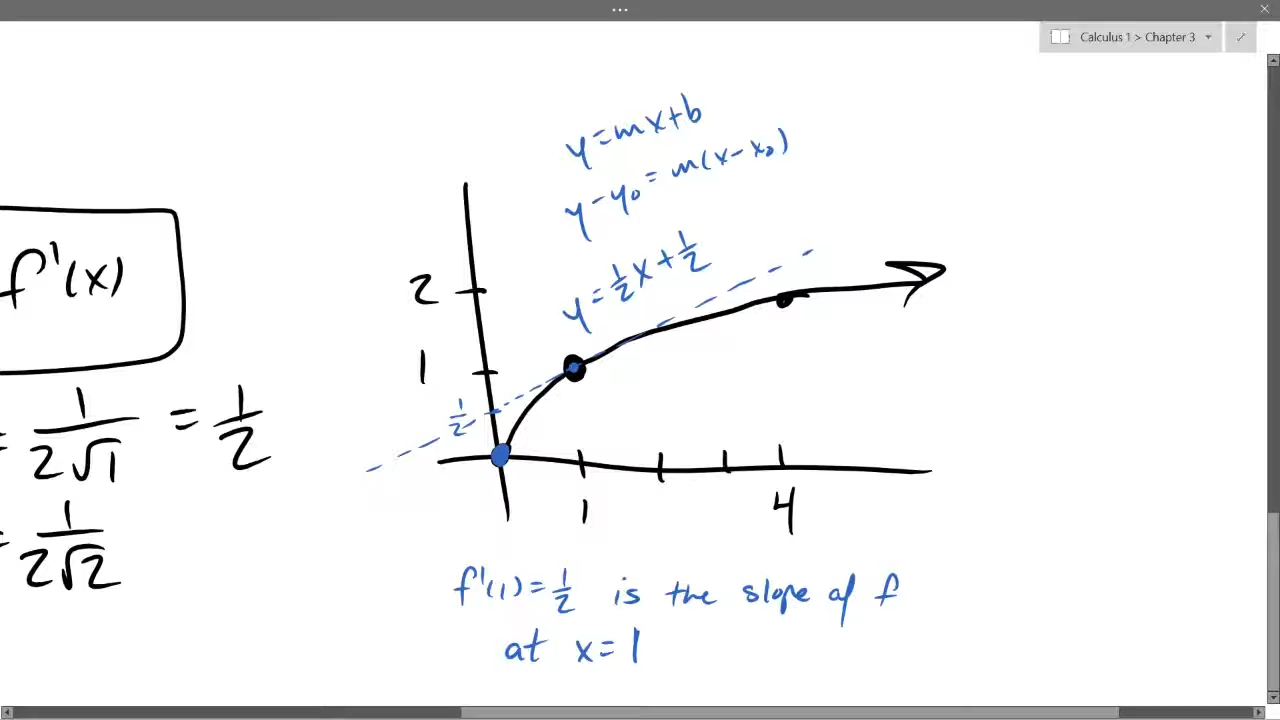 Calculus 1 > Chapter 3
y=mx+b
y-y₀=m(x-x₀)
y=½x+½
f'(x)
2
1
½
= 1/(2√1) = 1/2
= 1/(2√2)
1
4
f'(1)=½ is the slope of f
at x=1